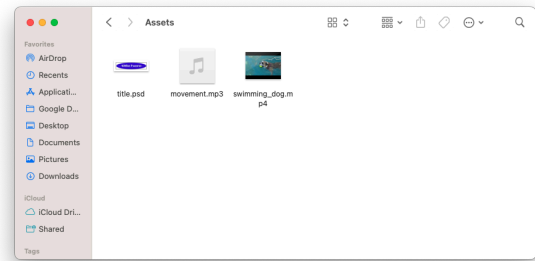 Assets
Favorites
AirDrop
Recents
Applicati...
Google D...
Desktop
Documents
Pictures
Downloads
iCloud
iCloud Dri...
Shared
Tags
title.psd
movement.mp3
swimming_dog.m
p4